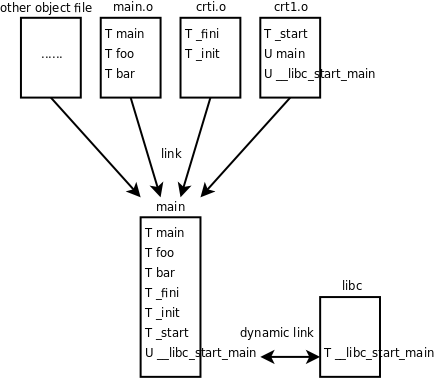 other object file
main.o
crti.o
crt1.o
......
T main
T foo
T bar
T _fini
T _init
T _start
U main
U __libc_start_main
link
main
T main
T foo
T bar
T _fini
T _init
T _start
U __libc_start_main
dynamic link
libc
T __libc_start_main